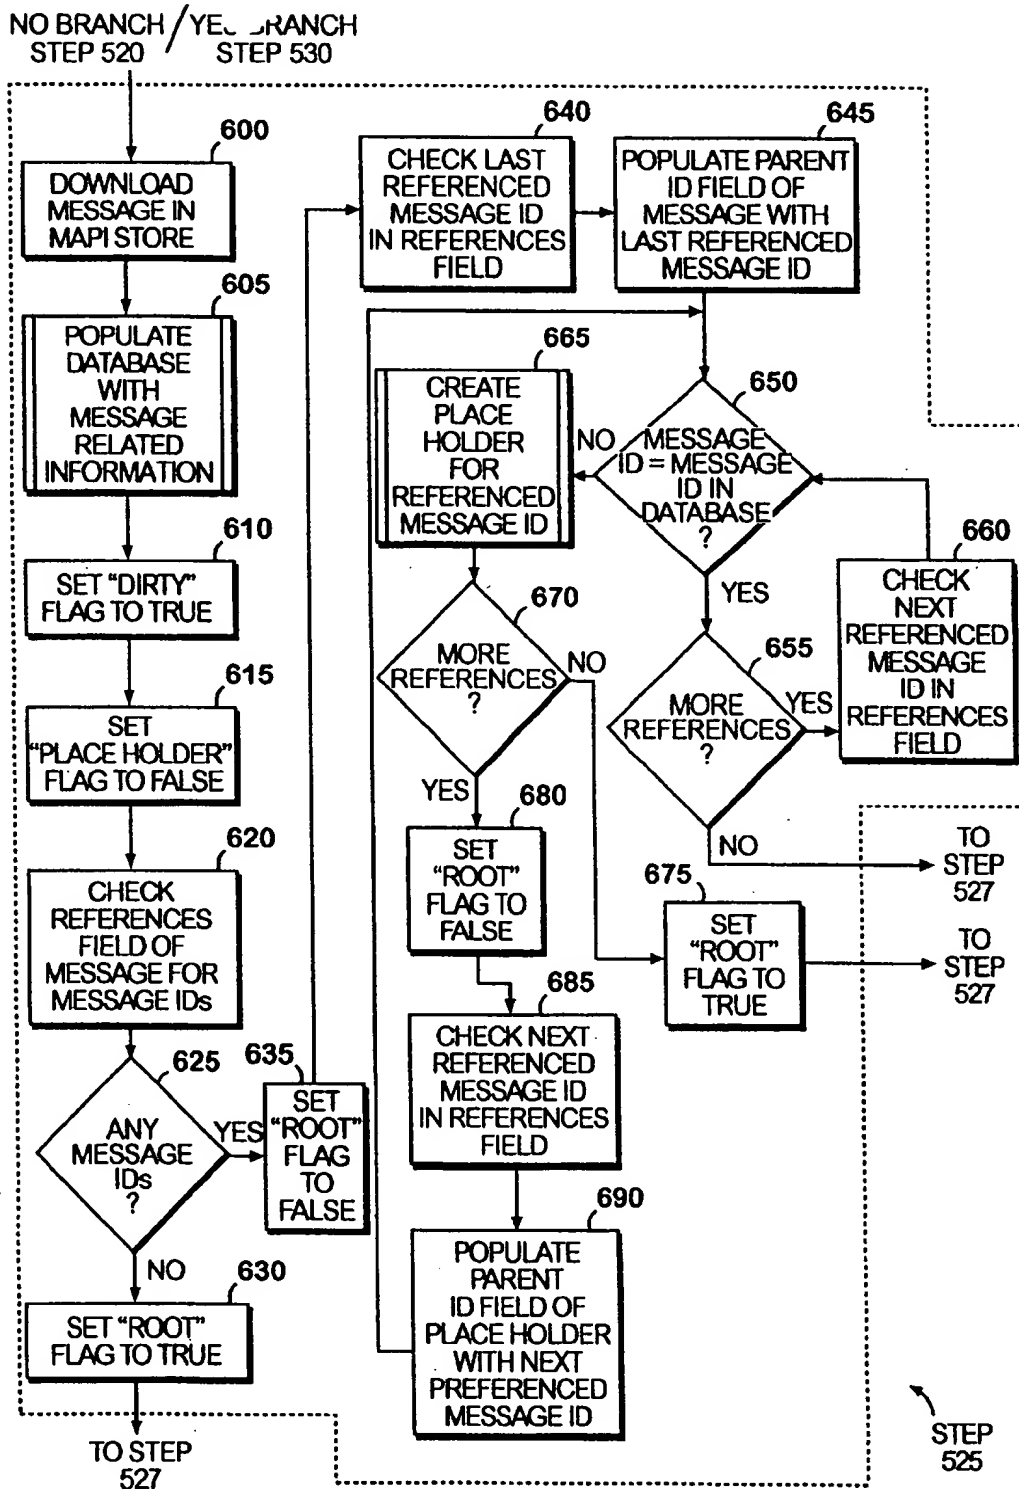 NO BRANCH / YES BRANCH
STEP 520 STEP 530
600
DOWNLOAD
MESSAGE IN
MAPI STORE
605
POPULATE
DATABASE
WITH
MESSAGE
RELATED
INFORMATION
610
SET "DIRTY"
FLAG TO TRUE
615
SET
"PLACE HOLDER"
FLAG TO FALSE
620
CHECK
REFERENCES
FIELD OF
MESSAGE FOR
MESSAGE IDs
625
ANY
MESSAGE
IDs
?
YES
NO
630
SET "ROOT"
FLAG TO TRUE
TO STEP
527
635
SET
"ROOT"
FLAG
TO
FALSE
640
CHECK LAST
REFERENCED
MESSAGE ID
IN REFERENCES
FIELD
645
POPULATE PARENT
ID FIELD OF
MESSAGE WITH
LAST REFERENCED
MESSAGE ID
650
MESSAGE
ID = MESSAGE
ID IN
DATABASE
?
NO
YES
655
MORE
REFERENCES
?
YES
NO
TO
STEP
527
660
CHECK
NEXT
REFERENCED
MESSAGE
ID IN
REFERENCES
FIELD
665
CREATE
PLACE
HOLDER
FOR
REFERENCED
MESSAGE ID
670
MORE
REFERENCES
?
NO
YES
675
SET
"ROOT"
FLAG TO
TRUE
TO
STEP
527
680
SET
"ROOT"
FLAG TO
FALSE
685
CHECK NEXT
REFERENCED
MESSAGE ID
IN REFERENCES
FIELD
690
POPULATE
PARENT
ID FIELD OF
PLACE HOLDER
WITH NEXT
PREFERENCED
MESSAGE ID
STEP
525